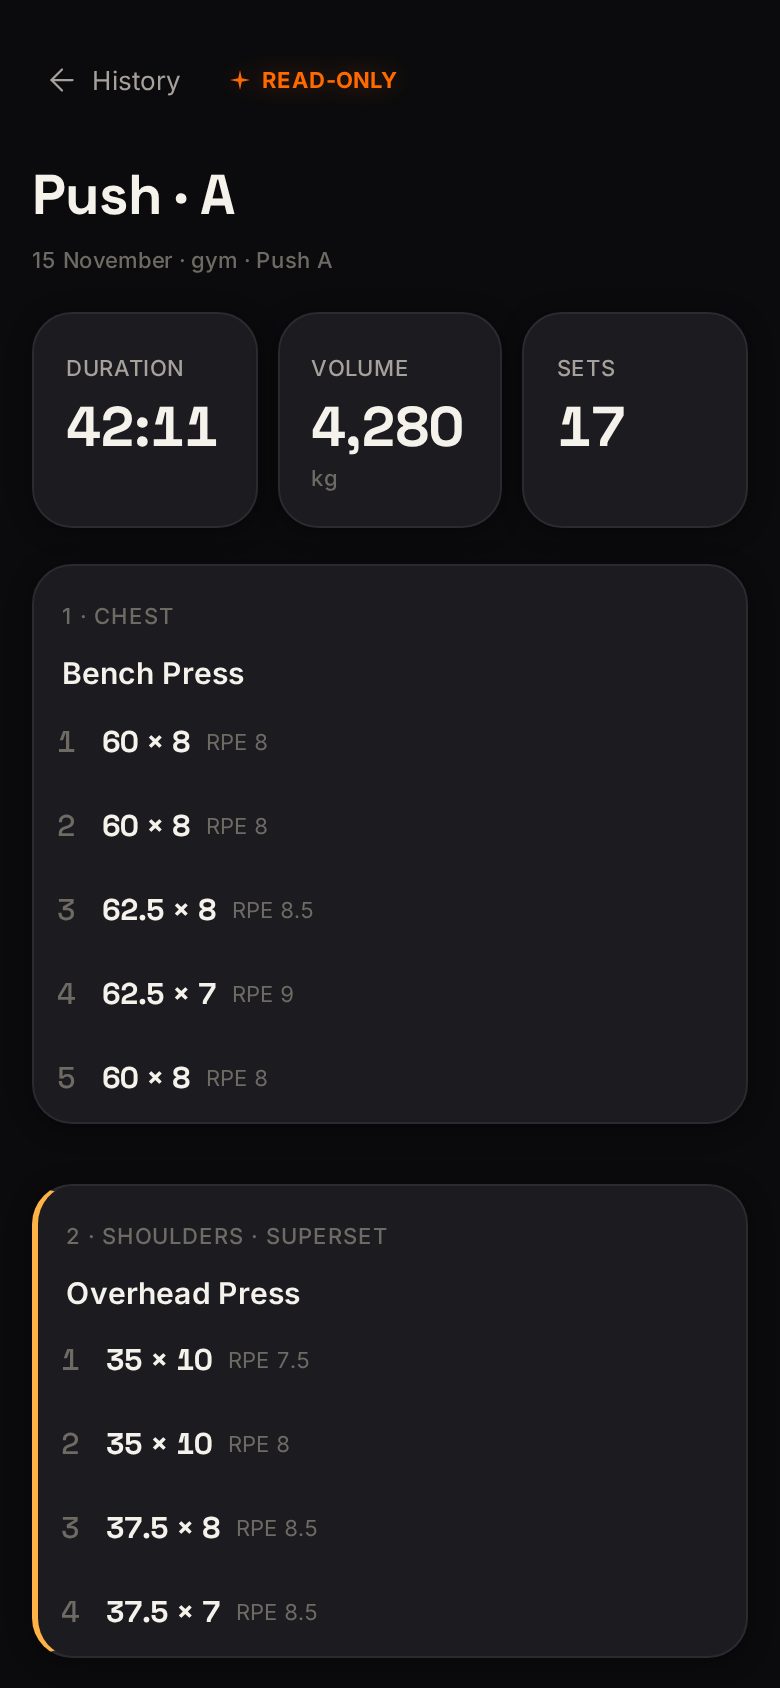 History
READ-ONLY
Push · A
15 November · gym · Push A
DURATION
42:11
VOLUME
4,280
kg
SETS
17
1 · CHEST
Bench Press
1 60 × 8 RPE 8
2 60 × 8 RPE 8
3 62.5 × 8 RPE 8.5
4 62.5 × 7 RPE 9
5 60 × 8 RPE 8
2 · SHOULDERS · SUPERSET
Overhead Press
1 35 × 10 RPE 7.5
2 35 × 10 RPE 8
3 37.5 × 8 RPE 8.5
4 37.5 × 7 RPE 8.5